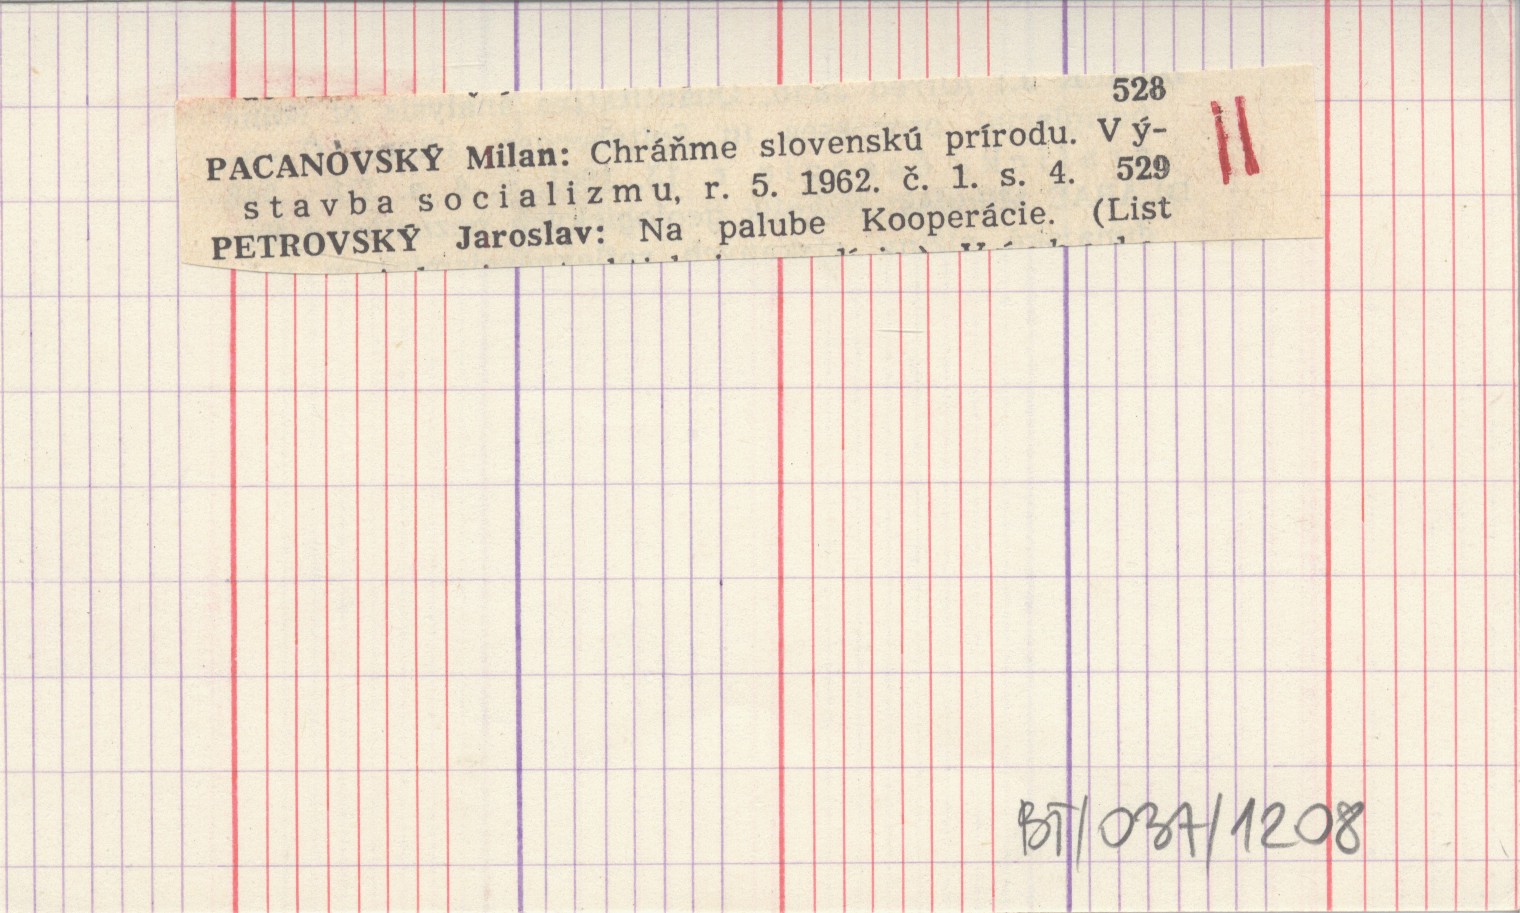 528
PACANOVSKÝ Milan: Chráňme slovenskú prírodu. Vý-
stavba socializmu, r. 5. 1962. č. 1. s. 4. 529
PETROVSKÝ Jaroslav: Na palube Kooperácie. (List
II
BT/037/1208